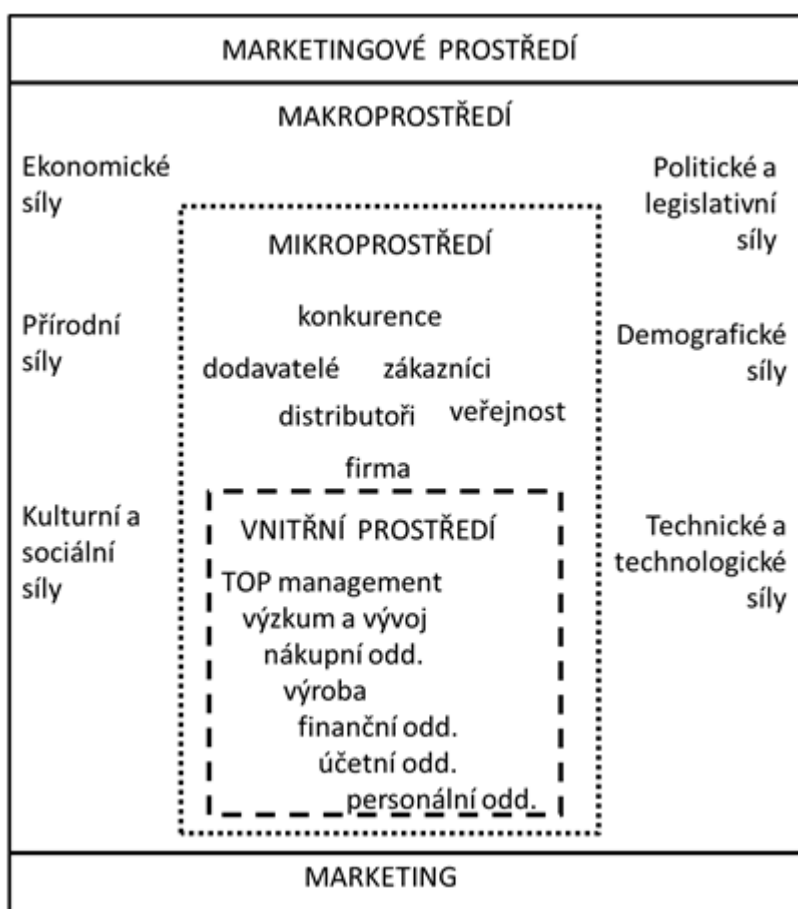 MARKETINGOVÉ PROSTŘEDÍ
MAKROPROSTŘEDÍ
Ekonomické
síly
Politické a
legislativní
síly
MIKROPROSTŘEDÍ
Přírodní
síly
konkurence
Demografické
síly
dodavatelé zákazníci
distributoři veřejnost
firma
Kulturní a
sociální
síly
VNITŘNÍ PROSTŘEDÍ
Technické a
technologické
síly
TOP management
výzkum a vývoj
nákupní odd.
výroba
finanční odd.
účetní odd.
personální odd.
MARKETING